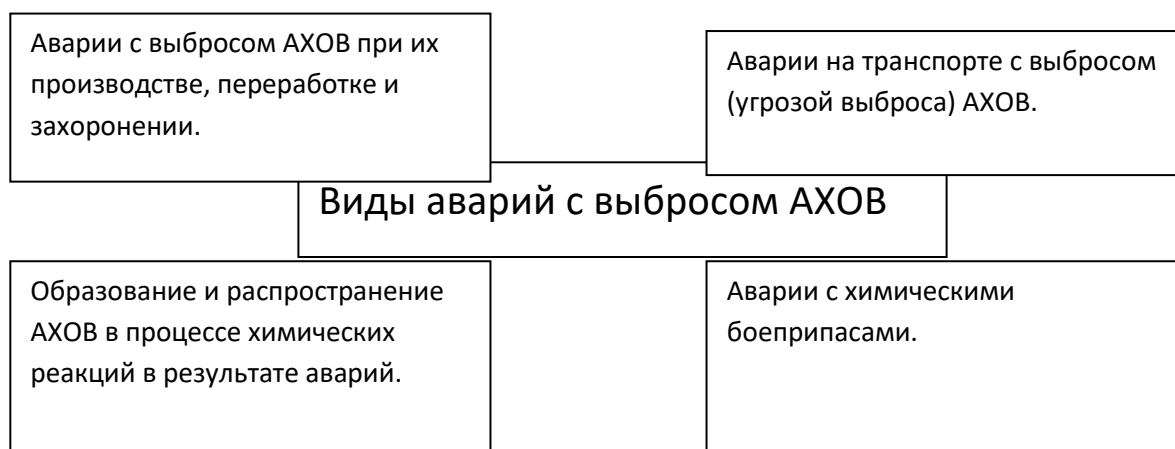 Аварии с выбросом АХОВ при их
производстве, переработке и
захоронении.
Аварии на транспорте с выбросом
(угрозой выброса) АХОВ.
Виды аварий с выбросом АХОВ
Образование и распространение
АХОВ в процессе химических
реакций в результате аварий.
Аварии с химическими
боеприпасами.